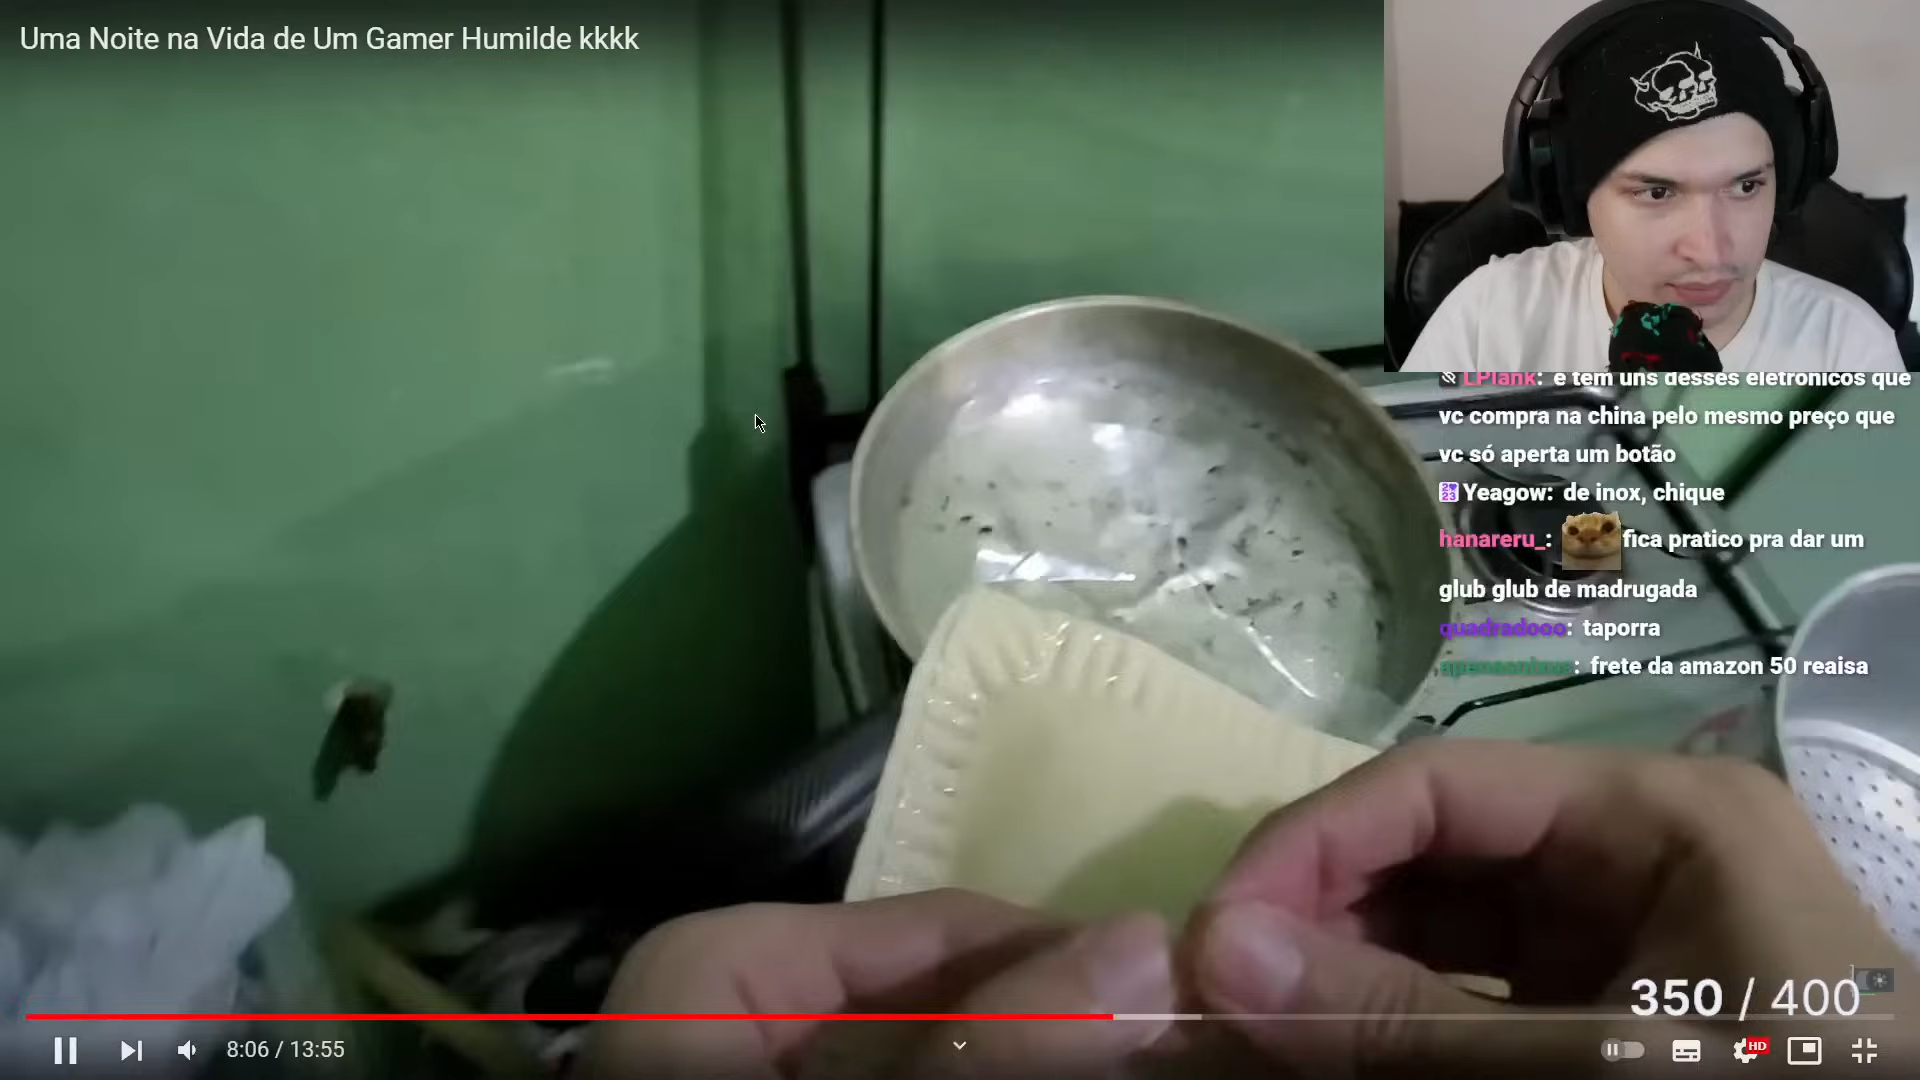 Uma Noite na Vida de Um Gamer Humilde kkkk
LPlank: e tem uns desses eletronicos que
vc compra na china pelo mesmo preço que
vc só aperta um botão
Yeagow: de inox, chique
hanareru_: fica pratico pra dar um
glub glub de madrugada
quadradooo: taporra
: frete da amazon 50 reaisa
350 / 400
8:06 / 13:55
HD